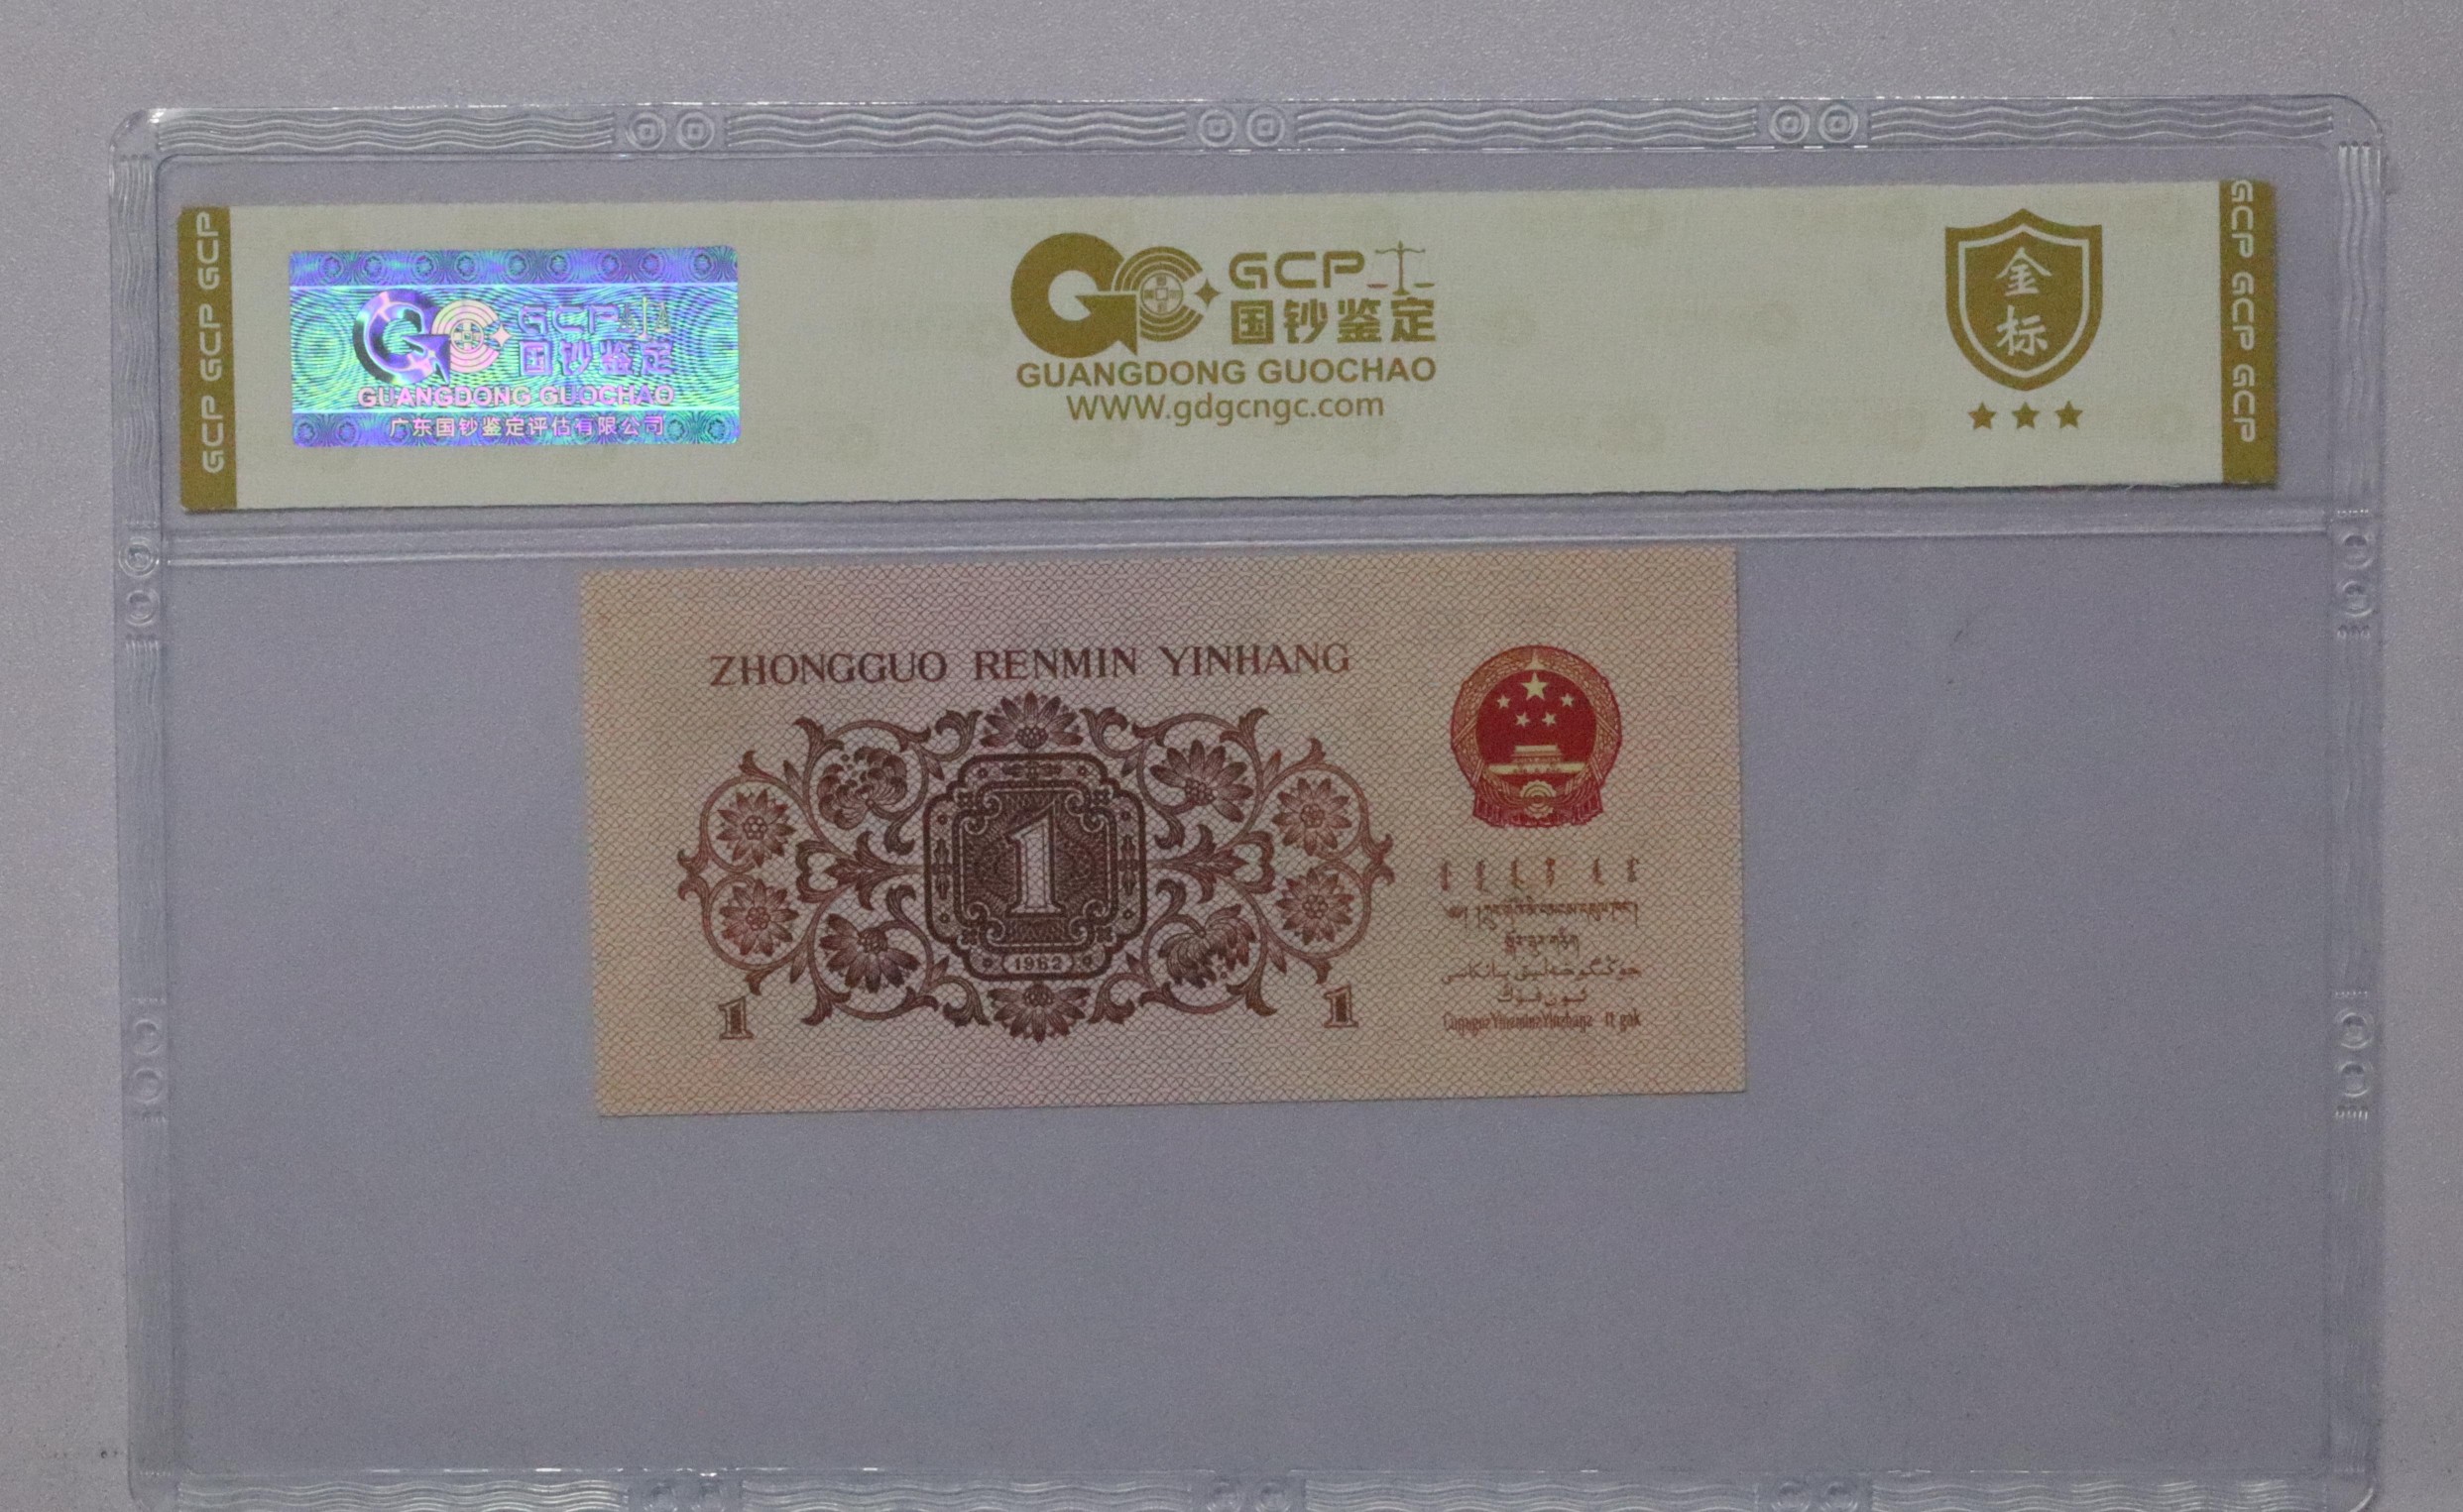 GCP GCP GCP
GCP
国钞鉴定
GUANGDONG GUOCHAO
广东国钞鉴定评估有限公司
GCP
国钞鉴定
GUANGDONG GUOCHAO
WWW.gdgcngc.com
金标
GCP GCP GCP
ZHONGGUO RENMIN YINHANG
1
1962
1
1